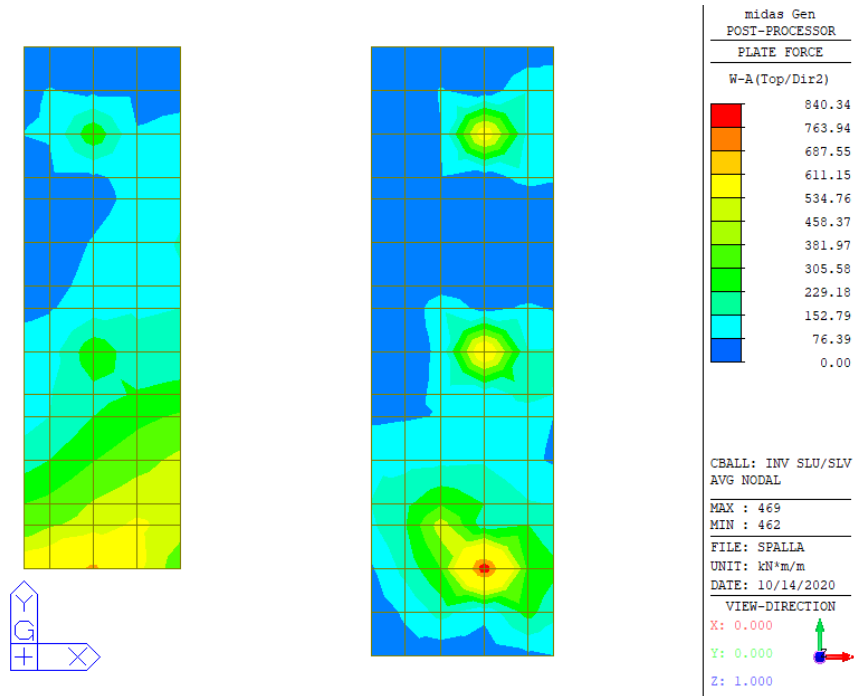 midas Gen
POST-PROCESSOR
PLATE FORCE
W-A(Top/Dir2)
840.34
763.94
687.55
611.15
534.76
458.37
381.97
305.58
229.18
152.79
76.39
0.00
CBALL: INV SLU/SLV
AVG NODAL
MAX : 469
MIN : 462
FILE: SPALLA
UNIT: kN*m/m
DATE: 10/14/2020
VIEW-DIRECTION
X: 0.000
Y: 0.000
Z: 1.000
Z
Y
G
+ X